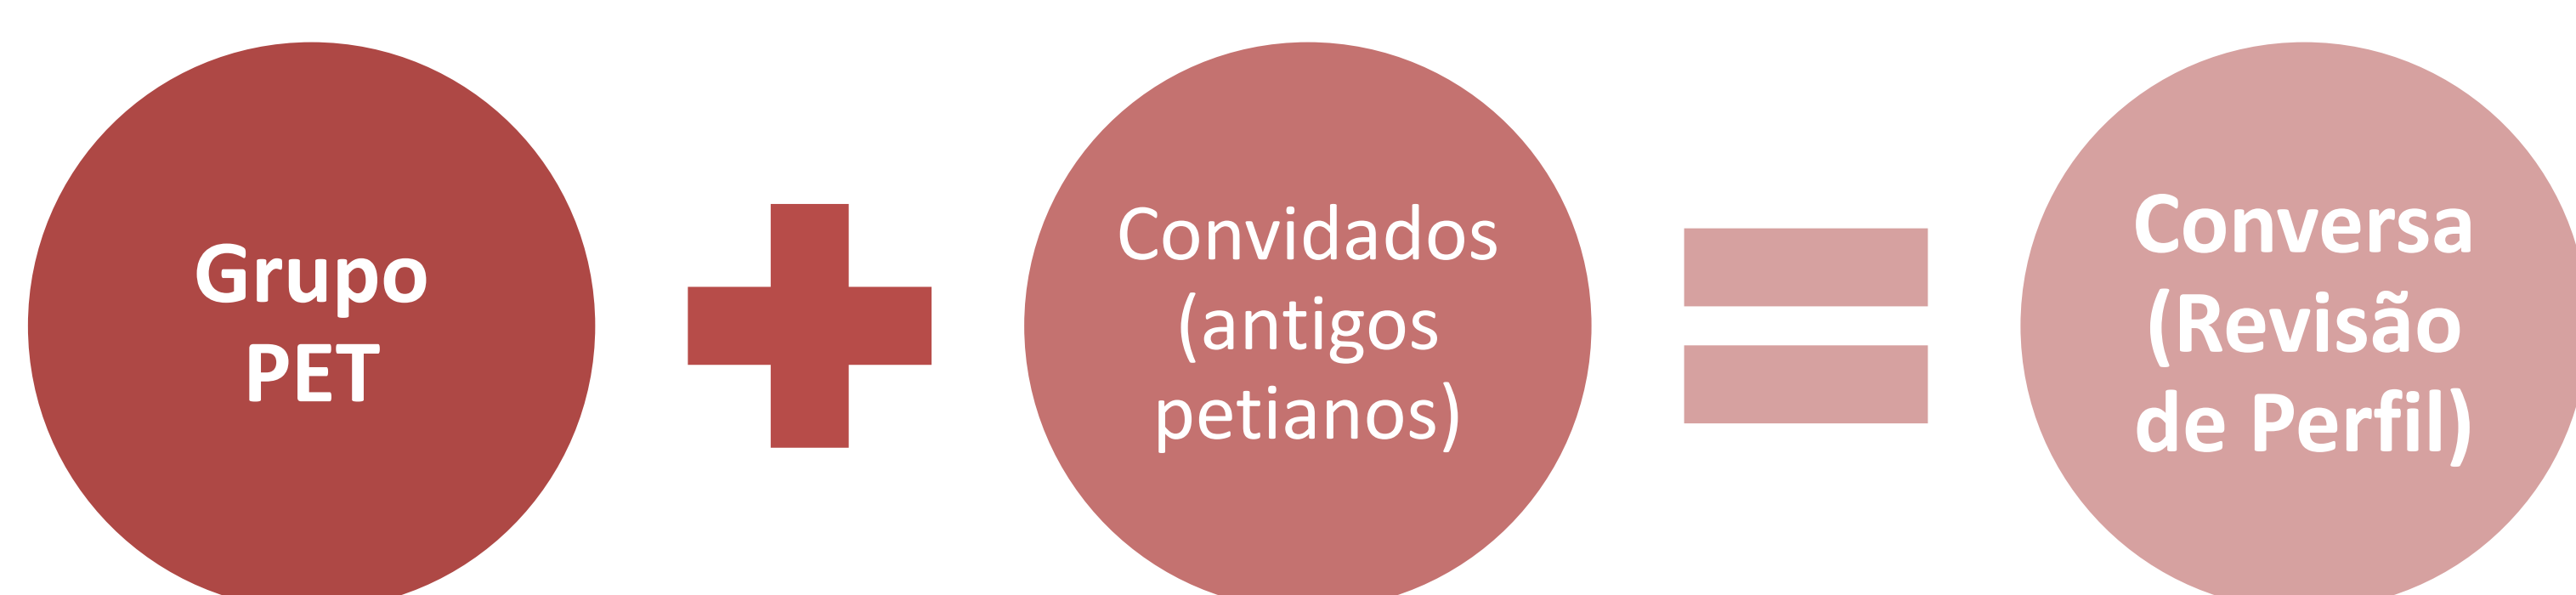 Grupo
PET
Convidados
(antigos
petianos)
Conversa
(Revisão
de Perfil)